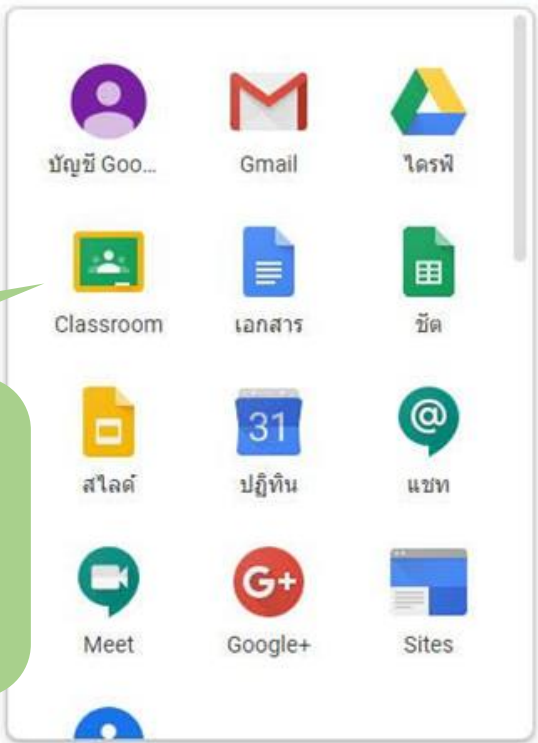 บัญชี Goo...
Gmail
ไดรฟ์
Classroom
เอกสาร
ชีต
สไลด์
31
ปฏิทิน
@
แชท
Meet
G+
Google+
Sites